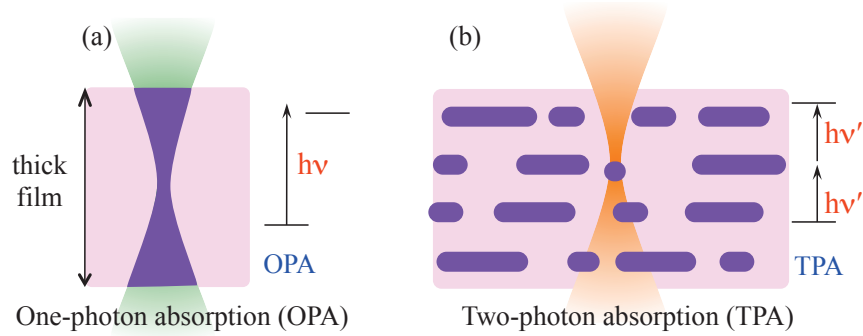 (a)
thick
film
hν
OPA
One-photon absorption (OPA)
(b)
hν′
hν′
TPA
Two-photon absorption (TPA)